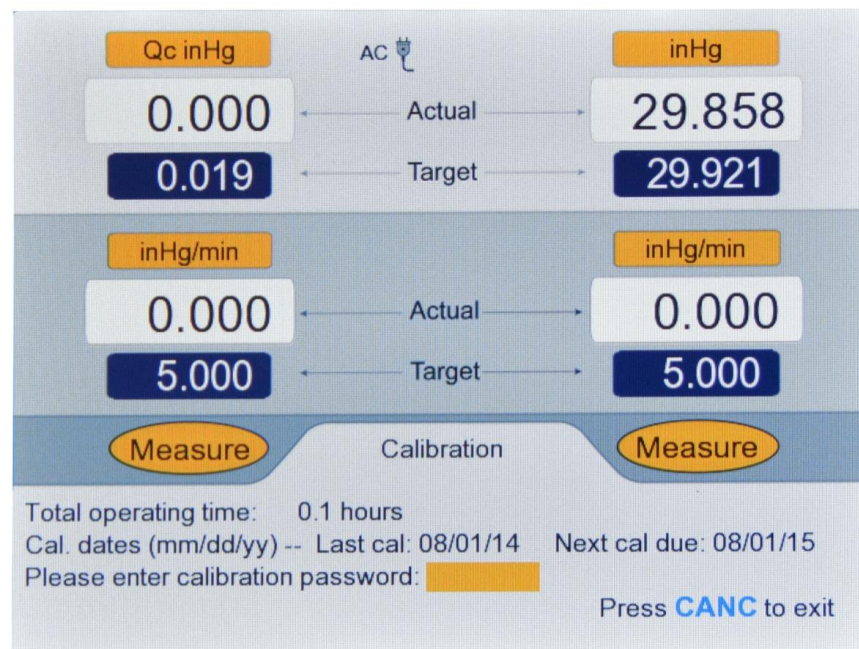 Qc inHg AC inHg
0.000 Actual 29.858
0.019 Target 29.921
inHg/min inHg/min
0.000 Actual 0.000
5.000 Target 5.000
Measure Calibration Measure
Total operating time: 0.1 hours
Cal. dates (mm/dd/yy) -- Last cal: 08/01/14 Next cal due: 08/01/15
Please enter calibration password:
Press CANC to exit